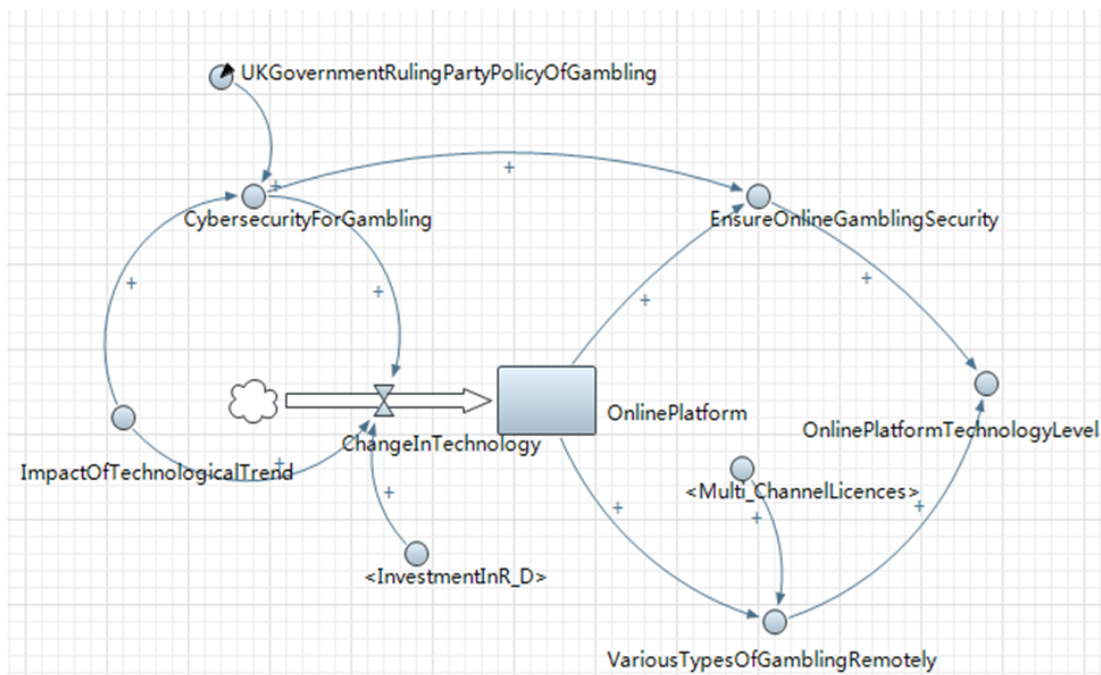 UKGovernmentRulingPartyPolicyOfGambling
+
+
CybersecurityForGambling
EnsureOnlineGamblingSecurity
+
+
+
+
OnlinePlatform
OnlinePlatformTechnologyLevel
ChangeInTechnology
ImpactOfTechnologicalTrend
+
<Multi_ChannelLicences>
+
+
+
+
<InvestmentInR_D>
VariousTypesOfGamblingRemotely